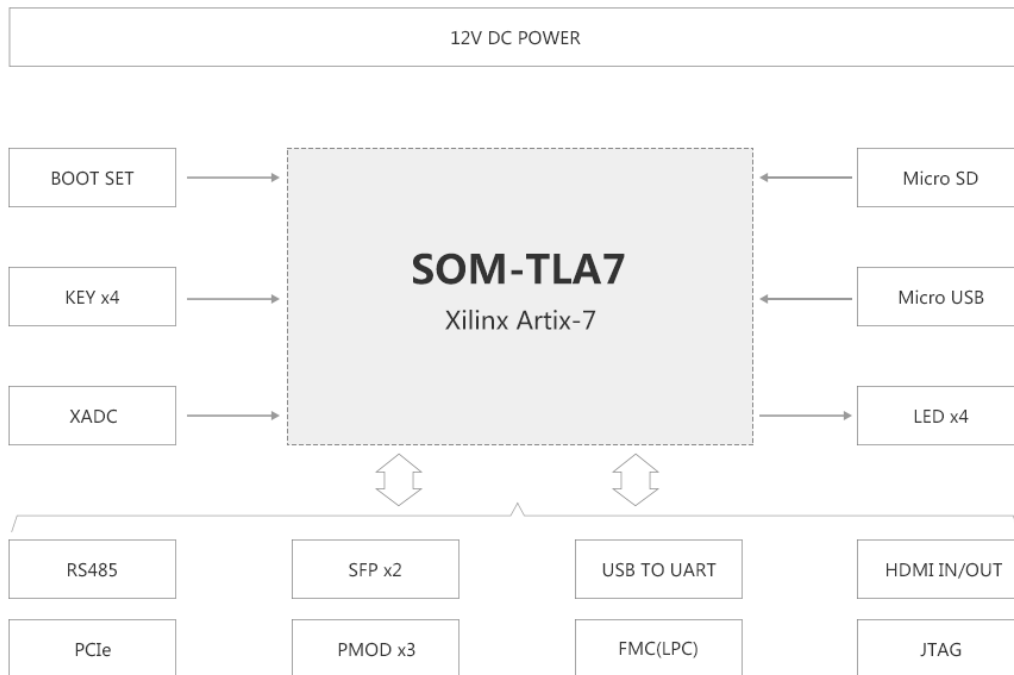 12V DC POWER
BOOT SET
Micro SD
SOM-TLA7
KEY x4
Micro USB
Xilinx Artix-7
XADC
LED x4
RS485
SFP x2
USB TO UART
HDMI IN/OUT
PCIe
PMOD x3
FMC(LPC)
JTAG